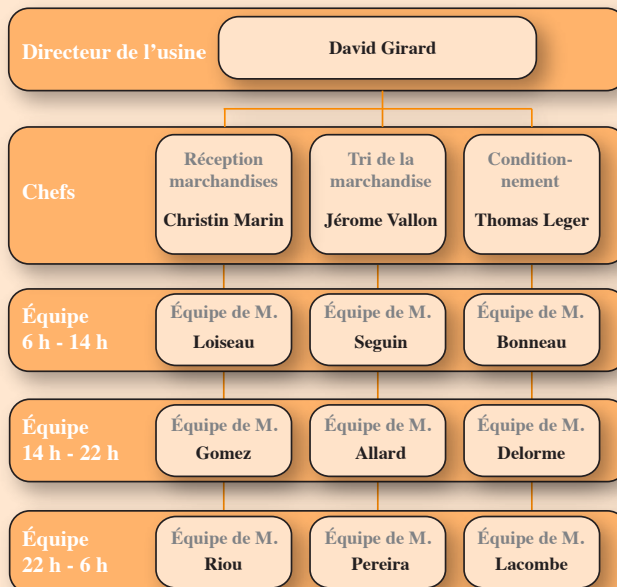 Directeur de l’usine
David Girard
Chefs
Réception
marchandises
Christin Marin
Tri de la
marchandise
Jérome Vallon
Condition-
nement
Thomas Leger
Équipe
6 h - 14 h
Équipe de M.
Loiseau
Équipe de M.
Seguin
Équipe de M.
Bonneau
Équipe
14 h - 22 h
Équipe de M.
Gomez
Équipe de M.
Allard
Équipe de M.
Delorme
Équipe
22 h - 6 h
Équipe de M.
Riou
Équipe de M.
Pereira
Équipe de M.
Lacombe